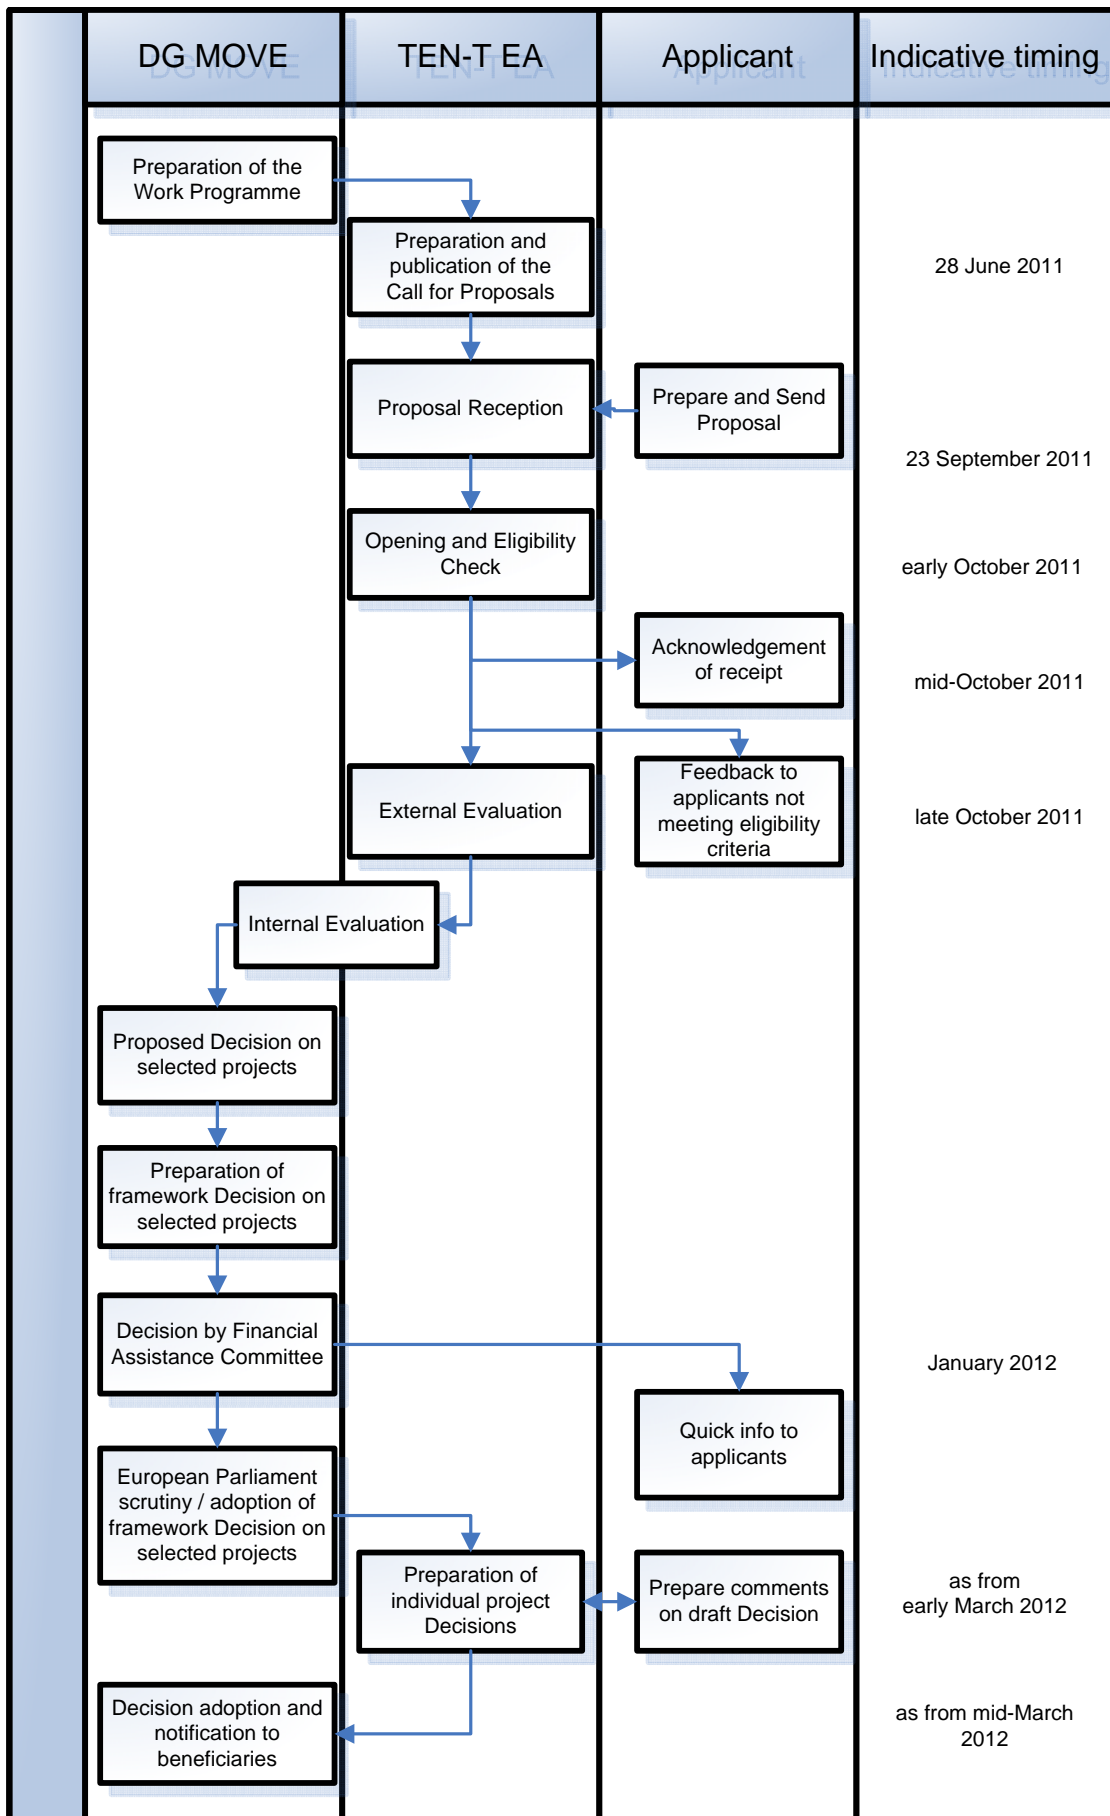 DG MOVE
TEN-T EA
Applicant
Indicative timing
Preparation of the
Work Programme
Preparation and
publication of the
Call for Proposals
28 June 2011
Proposal Reception
Prepare and Send
Proposal
23 September 2011
Opening and Eligibility
Check
early October 2011
Acknowledgement
of receipt
mid-October 2011
External Evaluation
Feedback to
applicants not
meeting eligibility
criteria
late October 2011
Internal Evaluation
Proposed Decision on
selected projects
Preparation of
framework Decision on
selected projects
Decision by Financial
Assistance Committee
January 2012
Quick info to
applicants
European Parliament
scrutiny / adoption of
framework Decision on
selected projects
Preparation of
individual project
Decisions
Prepare comments
on draft Decision
as from
early March 2012
Decision adoption and
notification to
beneficiaries
as from mid-March
2012